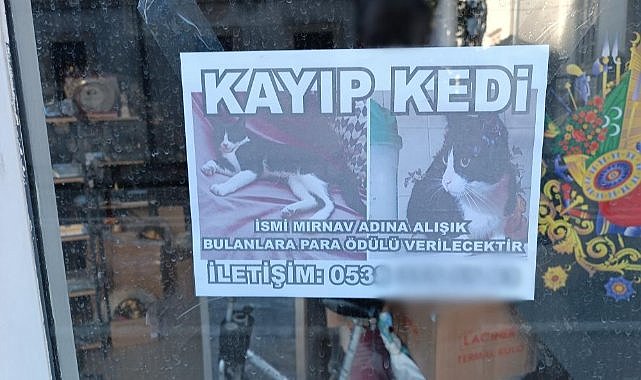 KAYIP KEDİ
İSMİ MIRNAV ADINA ALIŞIK
BULANLARA PARA ÖDÜLÜ VERİLECEKTİR
İLETİŞİM: 053